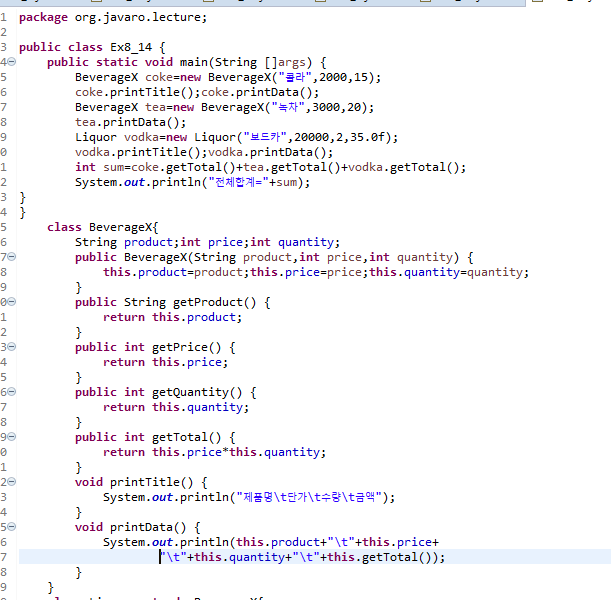 1 package org.javaro.lecture;
2
3 public class Ex8_14 {
4 public static void main(String []args) {
5 BeverageX coke=new BeverageX("콜라",2000,15);
6 coke.printTitle();coke.printData();
7 BeverageX tea=new BeverageX("녹차",3000,20);
8 tea.printData();
9 Liquor vodka=new Liquor("보드카",20000,2,35.0f);
0 vodka.printTitle();vodka.printData();
1 int sum=coke.getTotal()+tea.getTotal()+vodka.getTotal();
2 System.out.println("전체합계="+sum);
3 }
4 }
5 class BeverageX{
6 String product;int price;int quantity;
7 public BeverageX(String product,int price,int quantity) {
8 this.product=product;this.price=price;this.quantity=quantity;
9 }
0 public String getProduct() {
1 return this.product;
2 }
3 public int getPrice() {
4 return this.price;
5 }
6 public int getQuantity() {
7 return this.quantity;
8 }
9 public int getTotal() {
0 return this.price*this.quantity;
1 }
2 void printTitle() {
3 System.out.println("제품명\t단가\t수량\t금액");
4 }
5 void printData() {
6 System.out.println(this.product+"\t"+this.price+
7 "\t"+this.quantity+"\t"+this.getTotal());
8 }
9 }